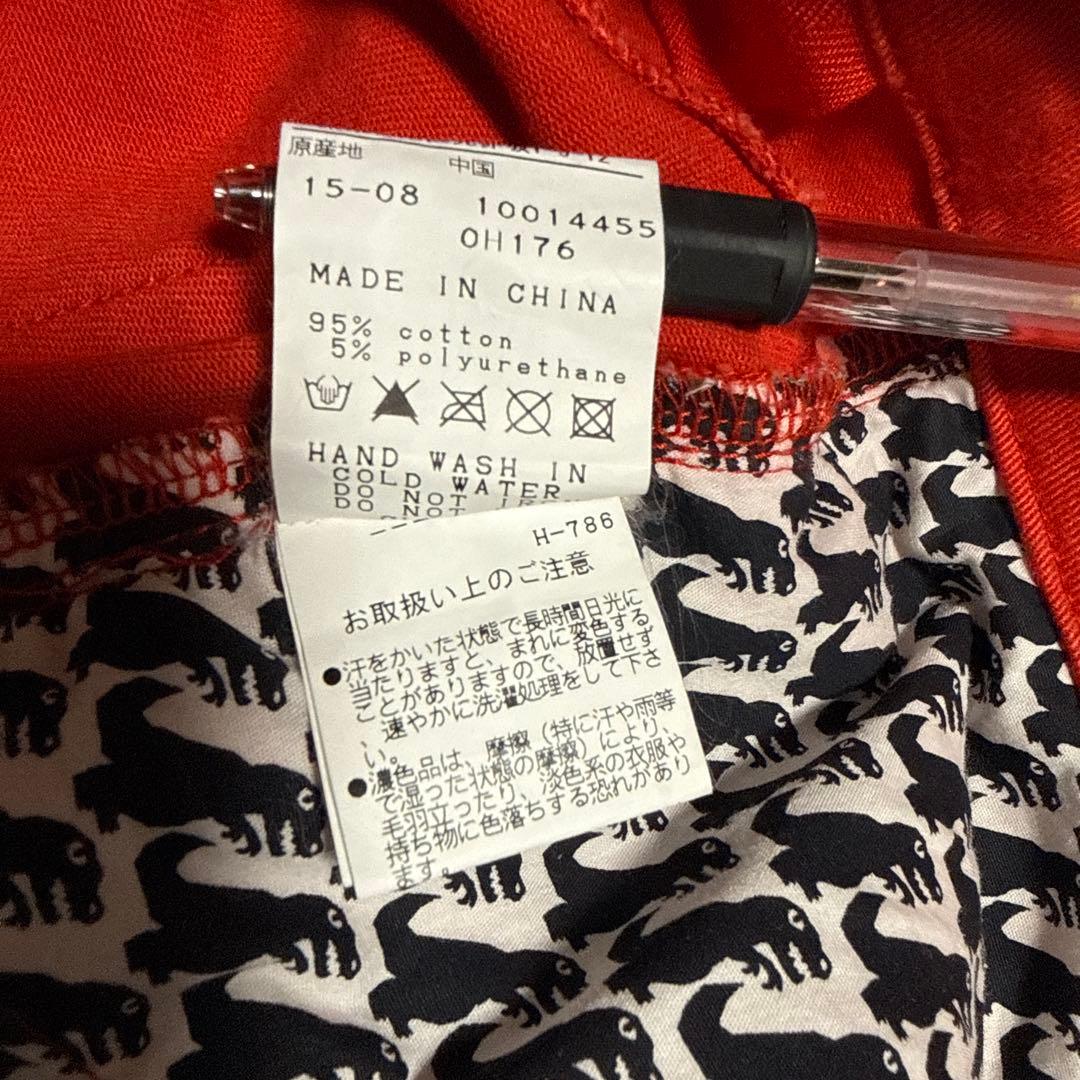 原産地 中国
15-08 10014455
OH176
MADE IN CHINA
95% cotton
5% polyurethane
HAND WASH IN
COLD WATER
DO NOT
DO NOT
H-786
お取扱い上のご注意
●汗をかいた状態で長時間日光に
当たりますと、まれに変色する
ことがありますので、放置せず
速やかに洗濯処理をして下さ
い。
●濃色品は、摩擦（特に汗や雨等
で湿った状態の摩擦）により、
毛羽立ったり、淡色系の衣服や
持ち物に色落ちする恐れがあり
ます。